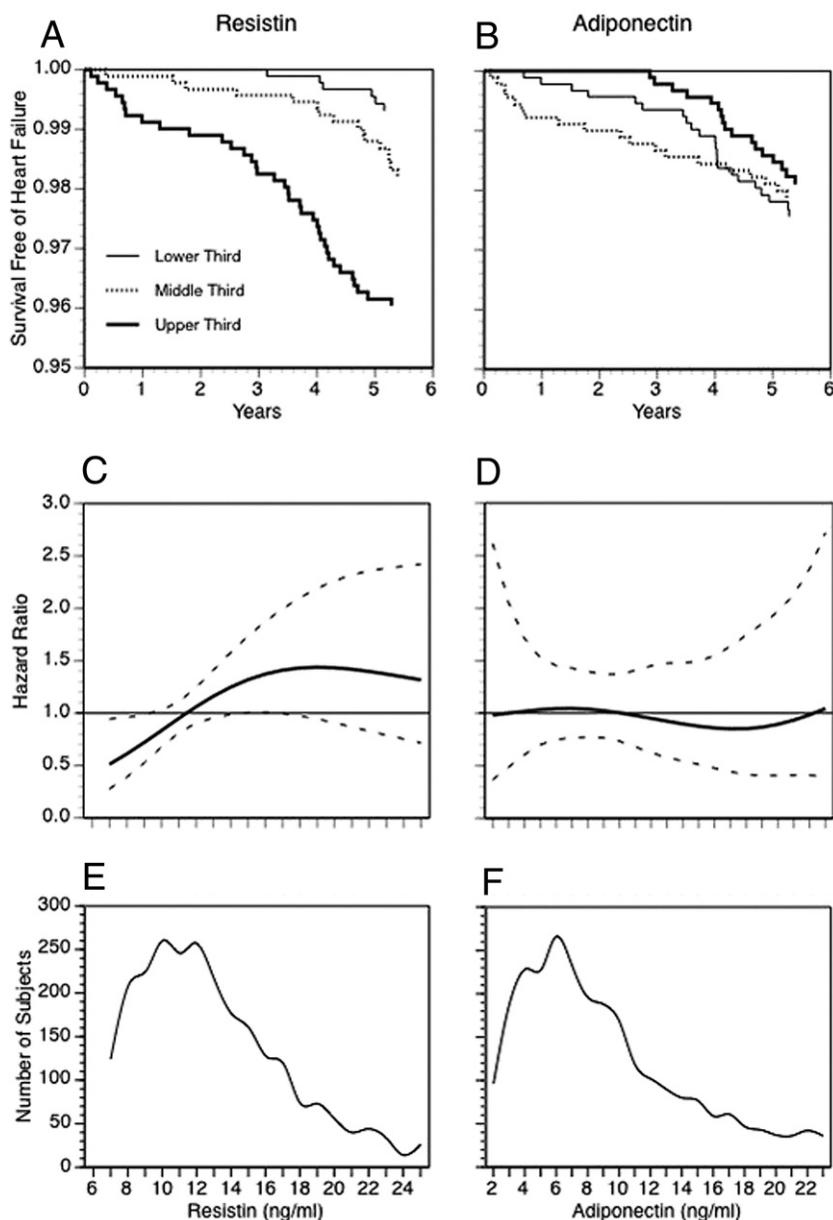 Resistin
Adiponectin
A
B
Survival Free of Heart Failure
1.00
0.99
0.98
0.97
0.96
0.95
Lower Third
Middle Third
Upper Third
0 1 2 3 4 5 6
Years
0 1 2 3 4 5 6
Years
C
D
Hazard Ratio
3.0
2.5
2.0
1.5
1.0
0.5
0.0
E
F
Number of Subjects
300
250
200
150
100
50
0
6 8 10 12 14 16 18 20 22 24
Resistin (ng/ml)
2 4 6 8 10 12 14 16 18 20 22
Adiponectin (ng/ml)